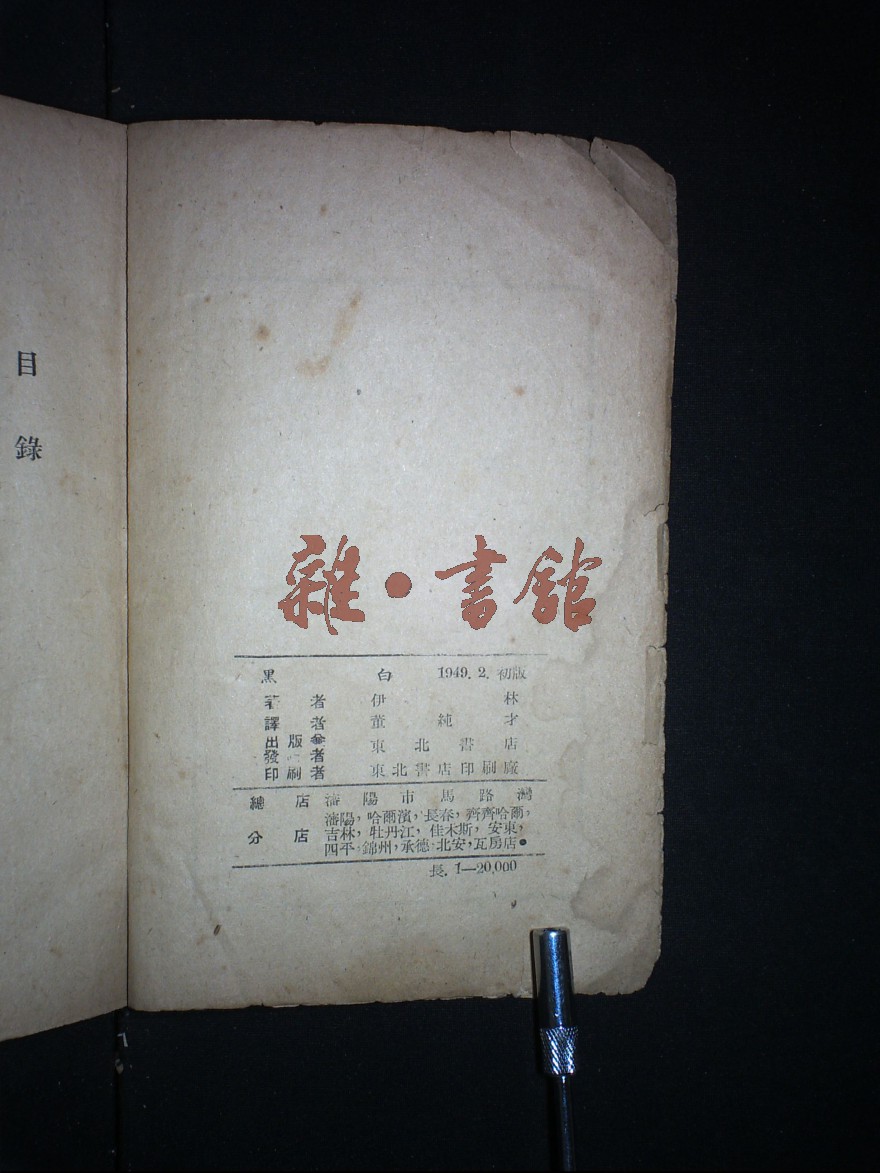 目錄
雜·書館
黑白 1949.2.初版
著者 伊林
譯者 董純才
出版兼
發行者 東北書店
印刷者 東北書店印刷廠
總店 瀋陽市馬路灣
分店 瀋陽，哈爾濱，長春，齊齊哈爾，
吉林，牡丹江，佳木斯，安東，
四平·錦州，承德·北安，瓦房店。
長. 1—20,000